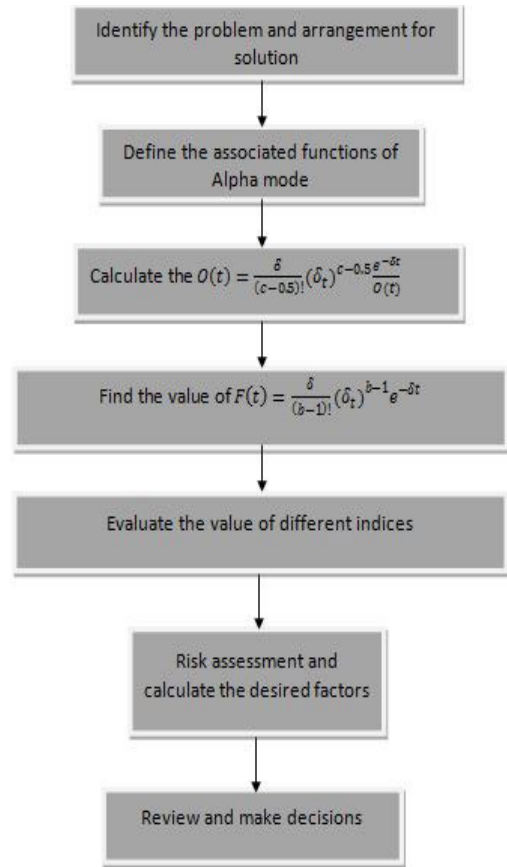 Identify the problem and arrangement for
solution
Define the associated functions of
Alpha mode
Calculate the O(t) = δ/(c−0.5)! (δₜ)^(c−0.5) e^(−δt)/O(t)
Find the value of F(t) = δ/(b−1)! (δₜ)^(b−1) e^(−δt)
Evaluate the value of different indices
Risk assessment and
calculate the desired factors
Review and make decisions